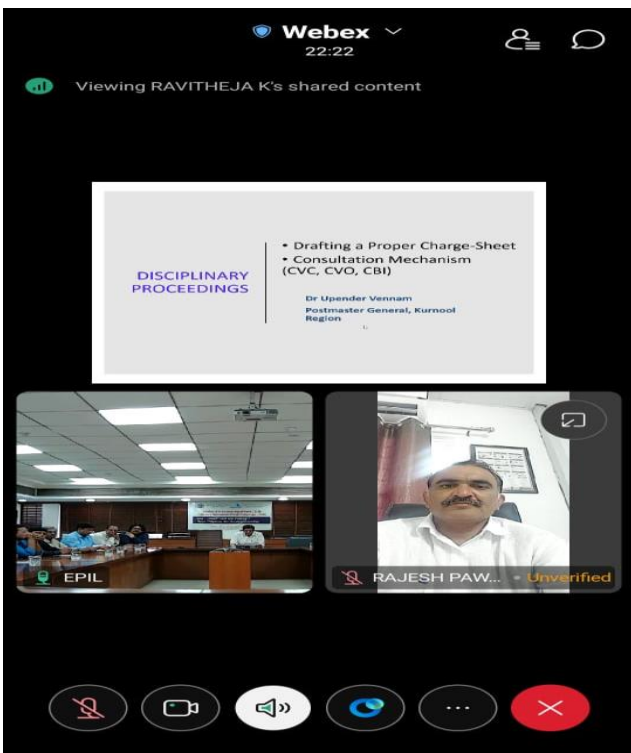 Webex
22:22
Viewing RAVITHEJA K's shared content
DISCIPLINARY
PROCEEDINGS
• Drafting a Proper Charge-Sheet
• Consultation Mechanism
(CVC, CVO, CBI)
Dr Upender Vennam
Postmaster General, Kurnool
Region
EPIL
RAJESH PAW... • Unverified